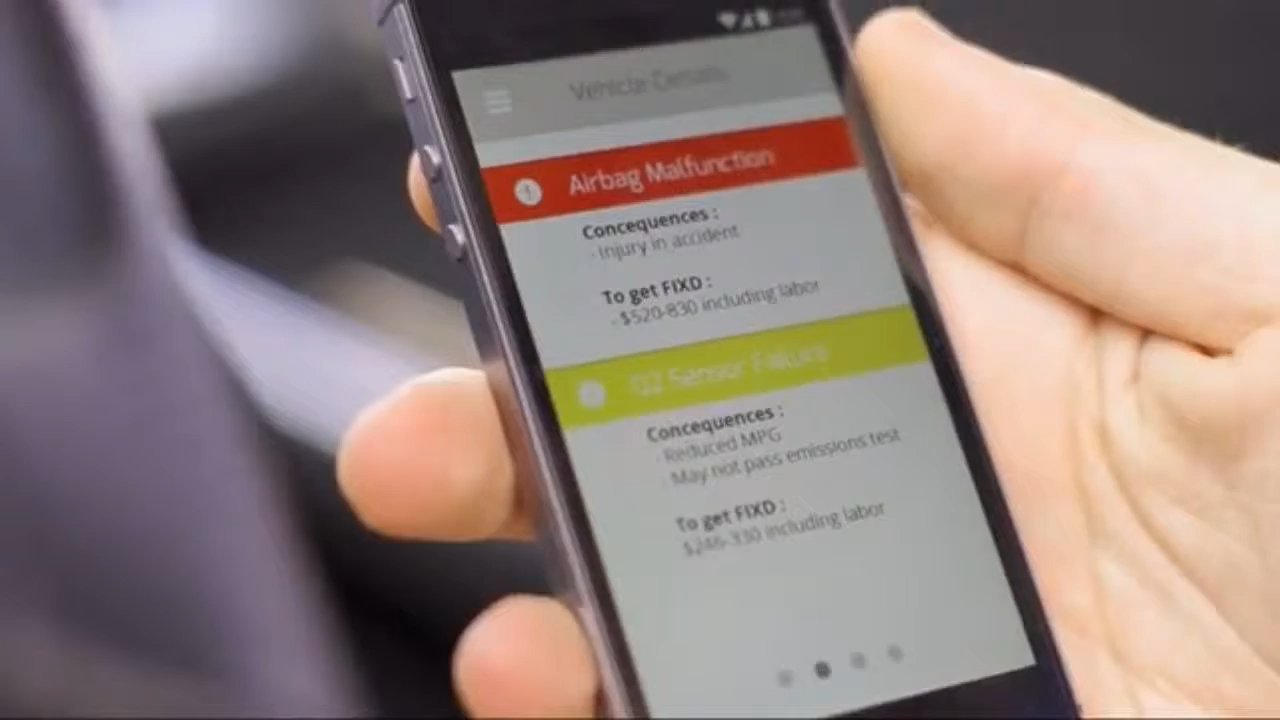 Vehicle Details
Airbag Malfunction
Concequences :
- Injury in accident
To get FIXD :
- $520-830 including labor
O2 Sensor Failure
Concequences :
- Reduced MPG
- May not pass emissions test
To get FIXD :
- $246-330 including labor